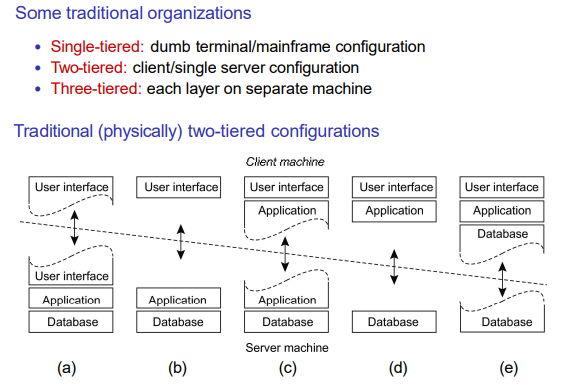 Some traditional organizations
• Single-tiered: dumb terminal/mainframe configuration
• Two-tiered: client/single server configuration
• Three-tiered: each layer on separate machine
Traditional (physically) two-tiered configurations
Client machine
User interface User interface User interface User interface User interface
Application Application Application
Database
User interface
Application Application Application
Database Database Database Database Database
Server machine
(a) (b) (c) (d) (e)